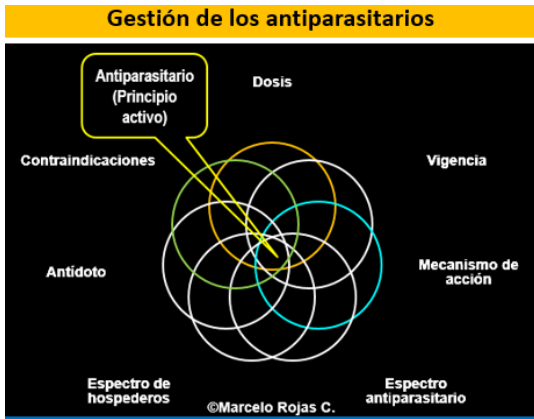 Gestión de los antiparasitarios
Antiparasitario
(Principio
activo)
Dosis
Contraindicaciones
Vigencia
Antídoto
Mecanismo de
acción
Espectro de
hospederos
Espectro
antiparasitario
©Marcelo Rojas C.